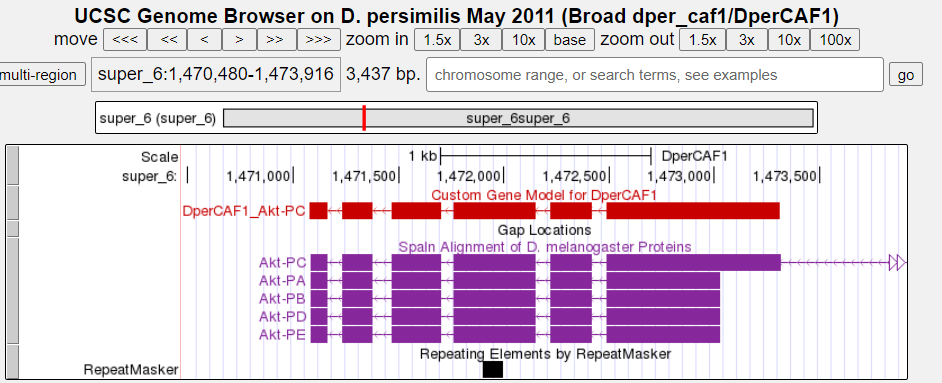 UCSC Genome Browser on D. persimilis May 2011 (Broad dper_caf1/DperCAF1)
move <<< << < > >> >>> zoom in 1.5x 3x 10x base zoom out 1.5x 3x 10x 100x
multi-region super_6:1,470,480-1,473,916 3,437 bp. chromosome range, or search terms, see examples go
super_6 (super_6) super_6super_6
Scale 1 kb DperCAF1
super_6: 1,471,000 1,471,500 1,472,000 1,472,500 1,473,000 1,473,500
Custom Gene Model for DperCAF1
DperCAF1_Akt-PC
Gap Locations
Spaln Alignment of D. melanogaster Proteins
Akt-PC
Akt-PA
Akt-PB
Akt-PD
Akt-PE
Repeating Elements by RepeatMasker
RepeatMasker